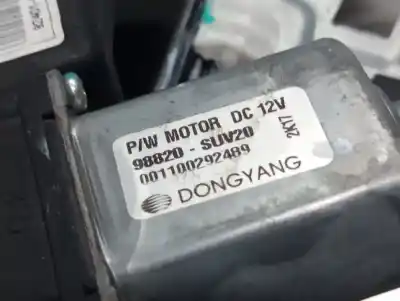 P/W MOTOR DC 12V
98820 - SUV20
001100292489
2K17
DONGYANG